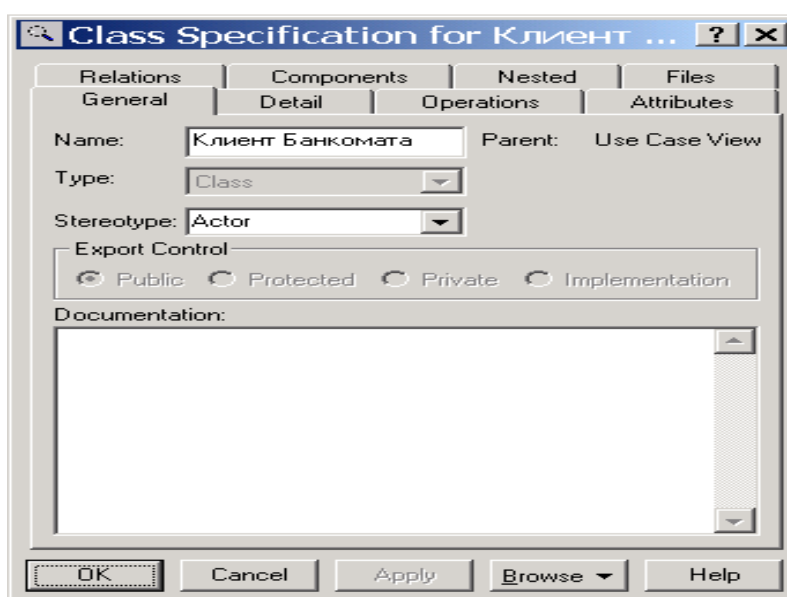 Class Specification for Клиент ...
Relations Components Nested Files
General Detail Operations Attributes
Name: Клиент Банкомата Parent: Use Case View
Type: Class
Stereotype: Actor
Export Control
Public Protected Private Implementation
Documentation:
OK Cancel Apply Browse Help